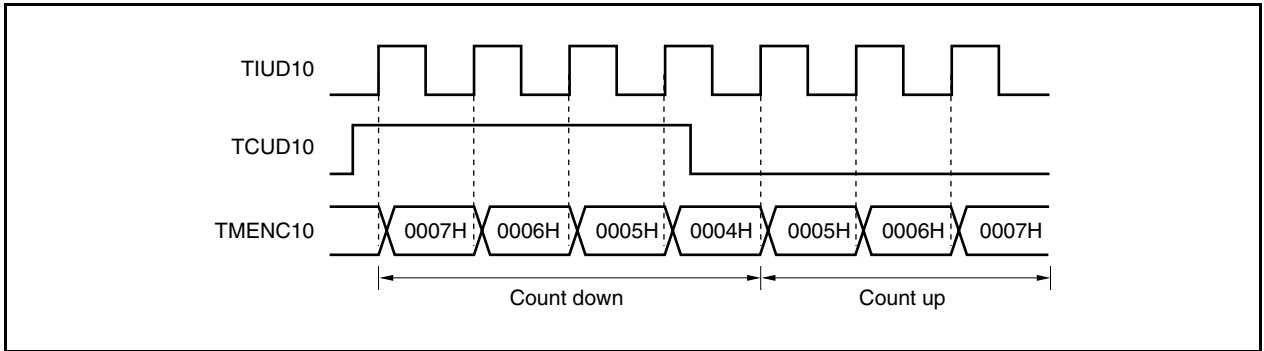 TIUD10
TCUD10
TMENC10 0007H 0006H 0005H 0004H 0005H 0006H 0007H
Count down Count up